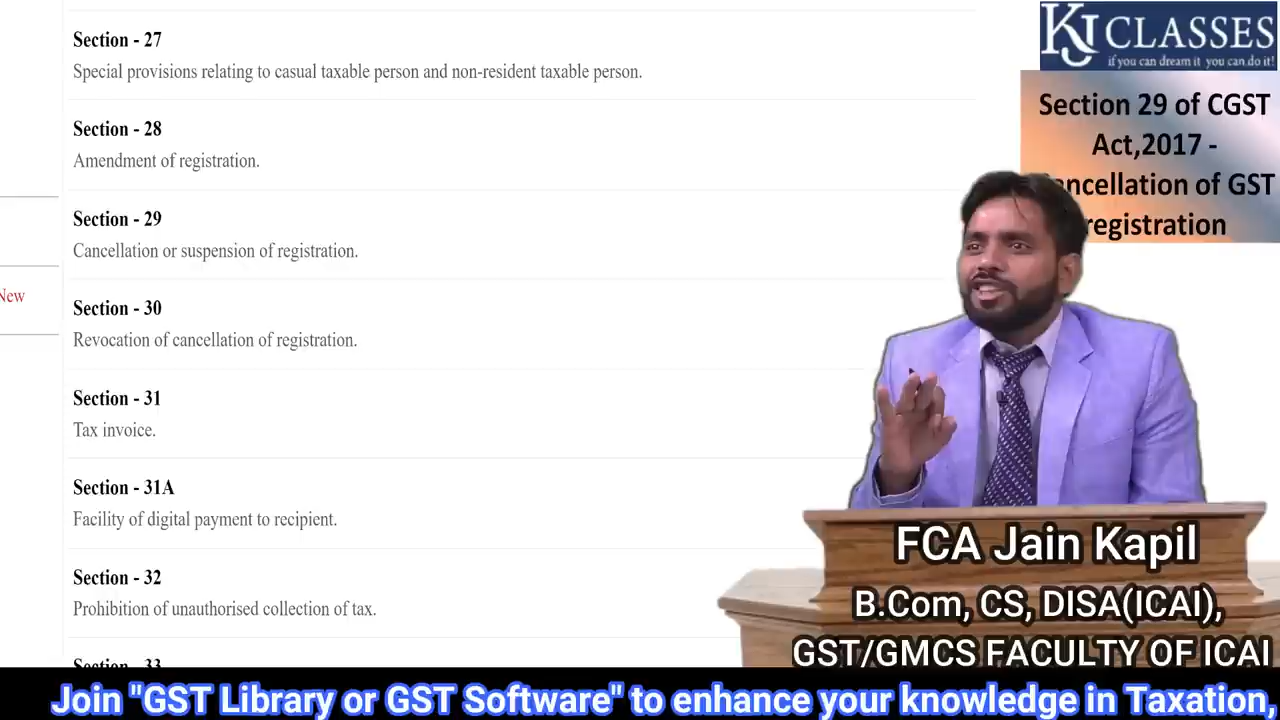 Section - 27
Special provisions relating to casual taxable person and non-resident taxable person.
Section - 28
Amendment of registration.
Section - 29
Cancellation or suspension of registration.
Section - 30
Revocation of cancellation of registration.
Section - 31
Tax invoice.
Section - 31A
Facility of digital payment to recipient.
Section - 32
Prohibition of unauthorised collection of tax.
Section - 33
New
KJ CLASSES
if you can dream it you can do it!
Section 29 of CGST
Act,2017 -
ancellation of GST
registration
FCA Jain Kapil
B.Com, CS, DISA(ICAI),
GST/GMCS FACULTY OF ICAI
Join "GST Library or GST Software" to enhance your knowledge in Taxation,